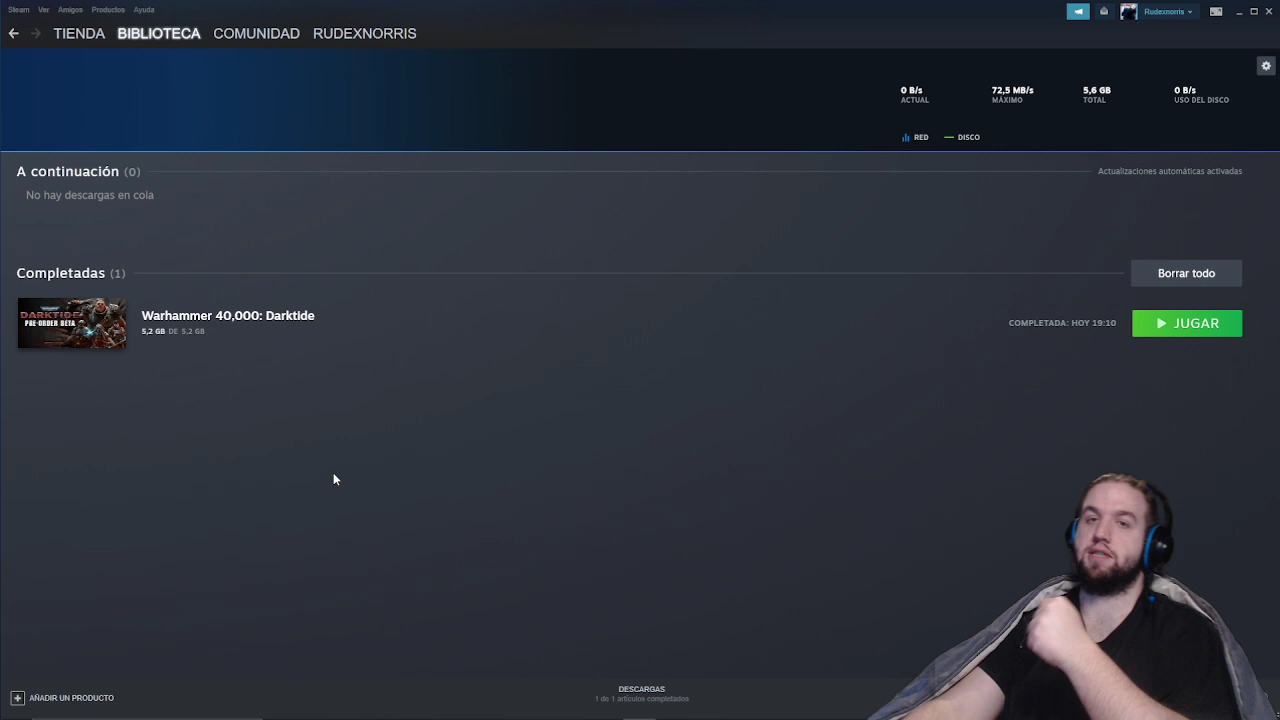 Steam Ver Amigos Productos Ayuda
Rudexnorris
TIENDA BIBLIOTECA COMUNIDAD RUDEXNORRIS
0 B/s 72,5 MB/s 5,6 GB 0 B/s
ACTUAL MÁXIMO TOTAL USO DEL DISCO
RED DISCO
A continuación (0) Actualizaciones automáticas activadas
No hay descargas en cola
Completadas (1) Borrar todo
DARKTIDE
PRE-ORDER BETA
Warhammer 40,000: Darktide
5,2 GB DE 5,2 GB
COMPLETADA: HOY 19:10 JUGAR
AÑADIR UN PRODUCTO
DESCARGAS
1 de 1 artículos completados